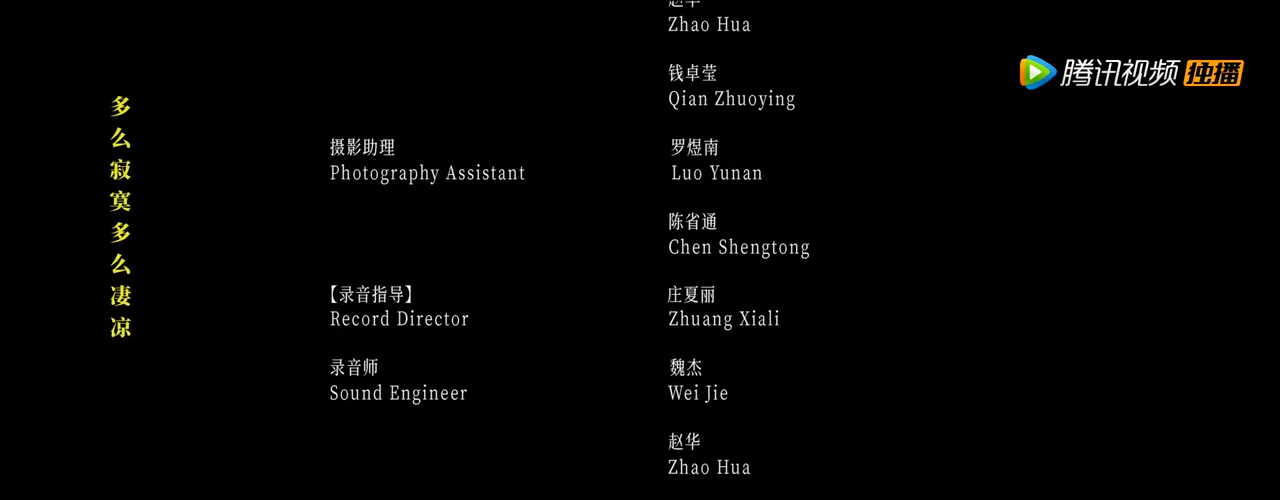 赵华
Zhao Hua
钱卓莹
Qian Zhuoying
腾讯视频 独播
多么寂寞多么凄凉
摄影助理
Photography Assistant
罗煜南
Luo Yunan
陈省通
Chen Shengtong
【录音指导】
Record Director
庄夏丽
Zhuang Xiali
录音师
Sound Engineer
魏杰
Wei Jie
赵华
Zhao Hua